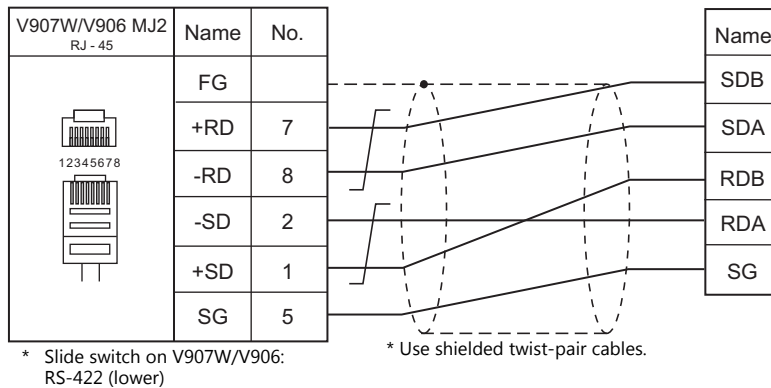 V907W/V906 MJ2 Name No. Name
RJ - 45
FG SDB
+RD 7 SDA
12345678
-RD 8 RDB
-SD 2 RDA
+SD 1 SG
SG 5
* Slide switch on V907W/V906:
RS-422 (lower)
* Use shielded twist-pair cables.